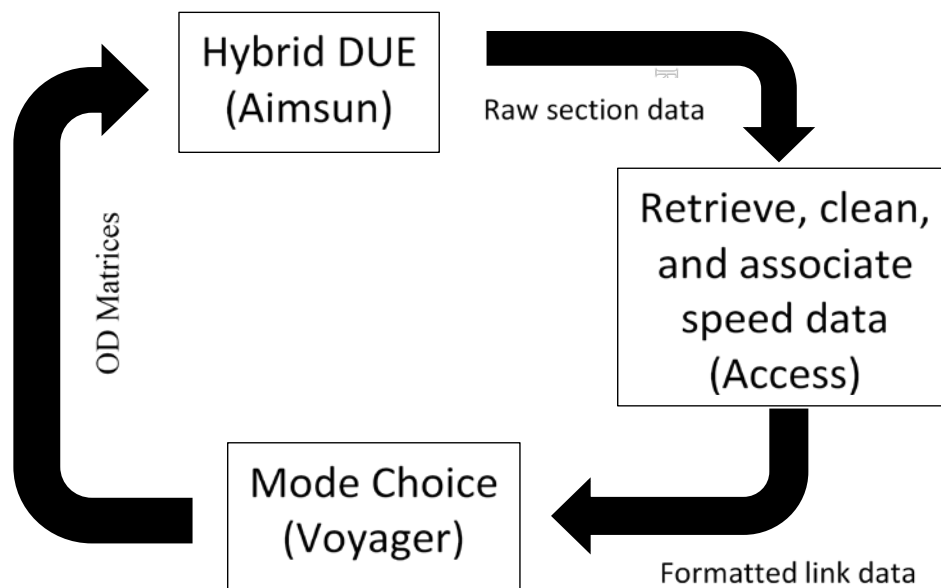 Hybrid DUE
(Aimsun)
Raw section data
Retrieve, clean,
and associate
speed data
(Access)
OD Matrices
Mode Choice
(Voyager)
Formatted link data